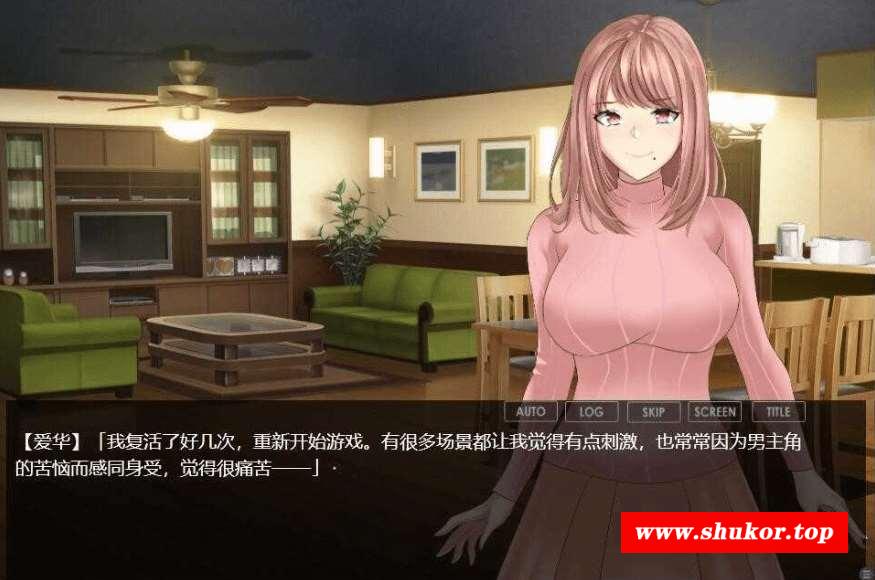 AUTO LOG SKIP SCREEN TITLE
【爱华】「我复活了好几次，重新开始游戏。有很多场景都让我觉得有点刺激，也常常因为男主角
的苦恼而感同身受，觉得很痛苦——」
www.shukor.top